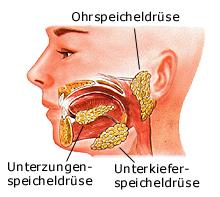 Ohrspeicheldrüse
Unterzungen-
speicheldrüse
Unterkiefer-
speicheldrüse